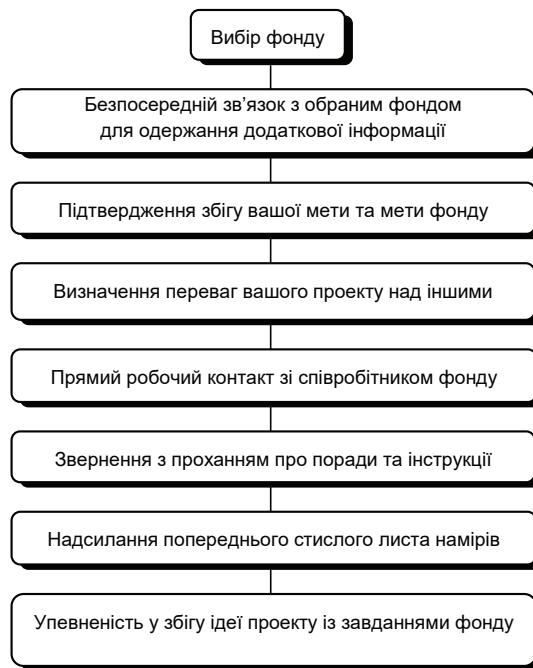 Вибір фонду
Безпосередній зв’язок з обраним фондом
для одержання додаткової інформації
Підтвердження збігу вашої мети та мети фонду
Визначення переваг вашого проекту над іншими
Прямий робочий контакт зі співробітником фонду
Звернення з проханням про поради та інструкції
Надсилання попереднього стислого листа намірів
Упевненість у збігу ідеї проекту із завданнями фонду